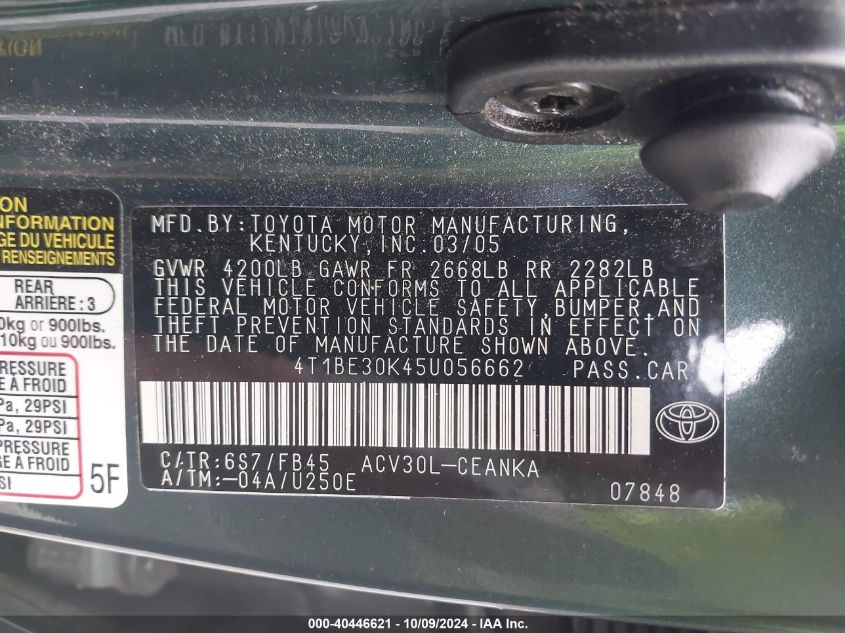 ION
INFORMATION
GE DU VEHICULE
RENSEIGNEMENTS
REAR
ARRIÈRE : 3
0kg or 900lbs.
10kg ou 900lbs.
PRESSURE
E À FROID
Pa, 29PSI
Pa, 29PSI
PRESSURE
E À FROID
SI
5F
MFD.BY:TOYOTA MOTOR MANUFACTURING,
KENTUCKY,INC.03/05
GVWR 4200LB GAWR FR 2668LB RR 2282LB
THIS VEHICLE CONFORMS TO ALL APPLICABLE
FEDERAL MOTOR VEHICLE SAFETY,BUMPER,AND
THEFT PREVENTION STANDARDS IN EFFECT ON
THE DATE OF MANUFACTURE SHOWN ABOVE.
4T1BE30K45U056662 PASS.CAR
C/TR:6S7/FB45 ACV30L-CEANKA
A/TM:-04A/U250E
07848
000-40446621 - 10/09/2024 - IAA Inc.